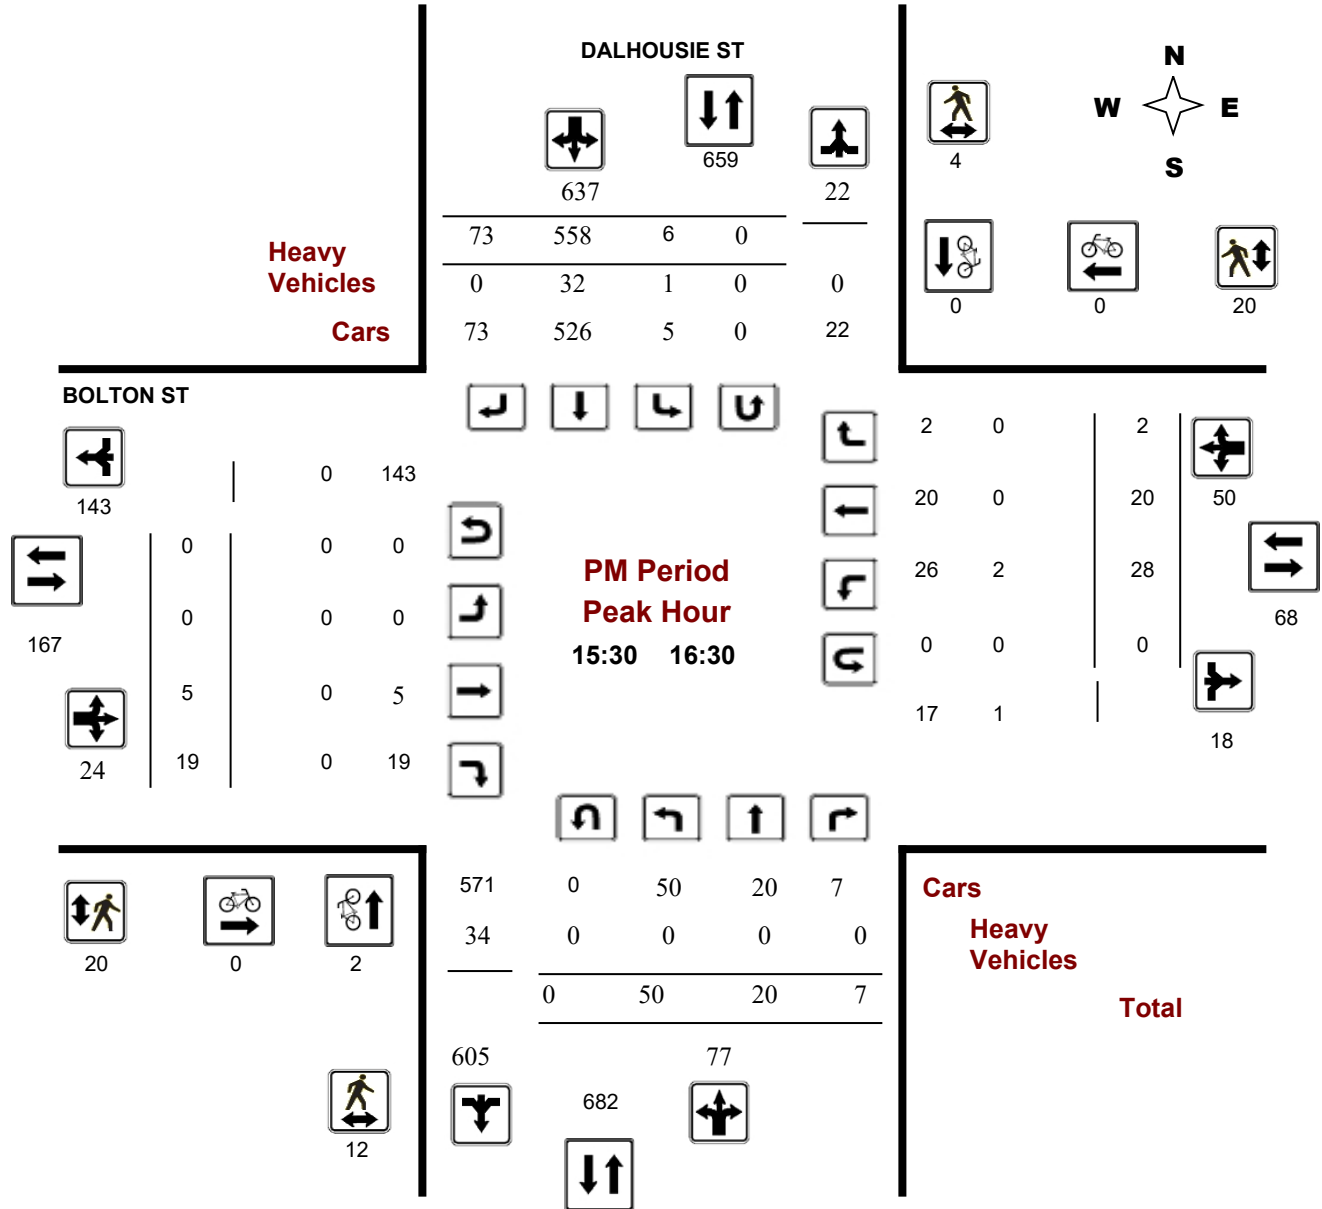 DALHOUSIE ST
N
W E
S
659
4
637 22
73 558 6 0
Heavy
Vehicles 0 32 1 0 0
Cars 73 526 5 0 22
0 0 20
BOLTON ST
2 0 2
0 143
143
20 0 20 50
0 0 0
PM Period
26 2 28
Peak Hour
0 0 0
68
167
15:30 16:30
0 0 0
5 0 5
17 1
18
24 19 0 19
571 0 50 20 7 Cars
34 0 0 0 0 Heavy
Vehicles
20 0 2
0 50 20 7 Total
605 77
682
12